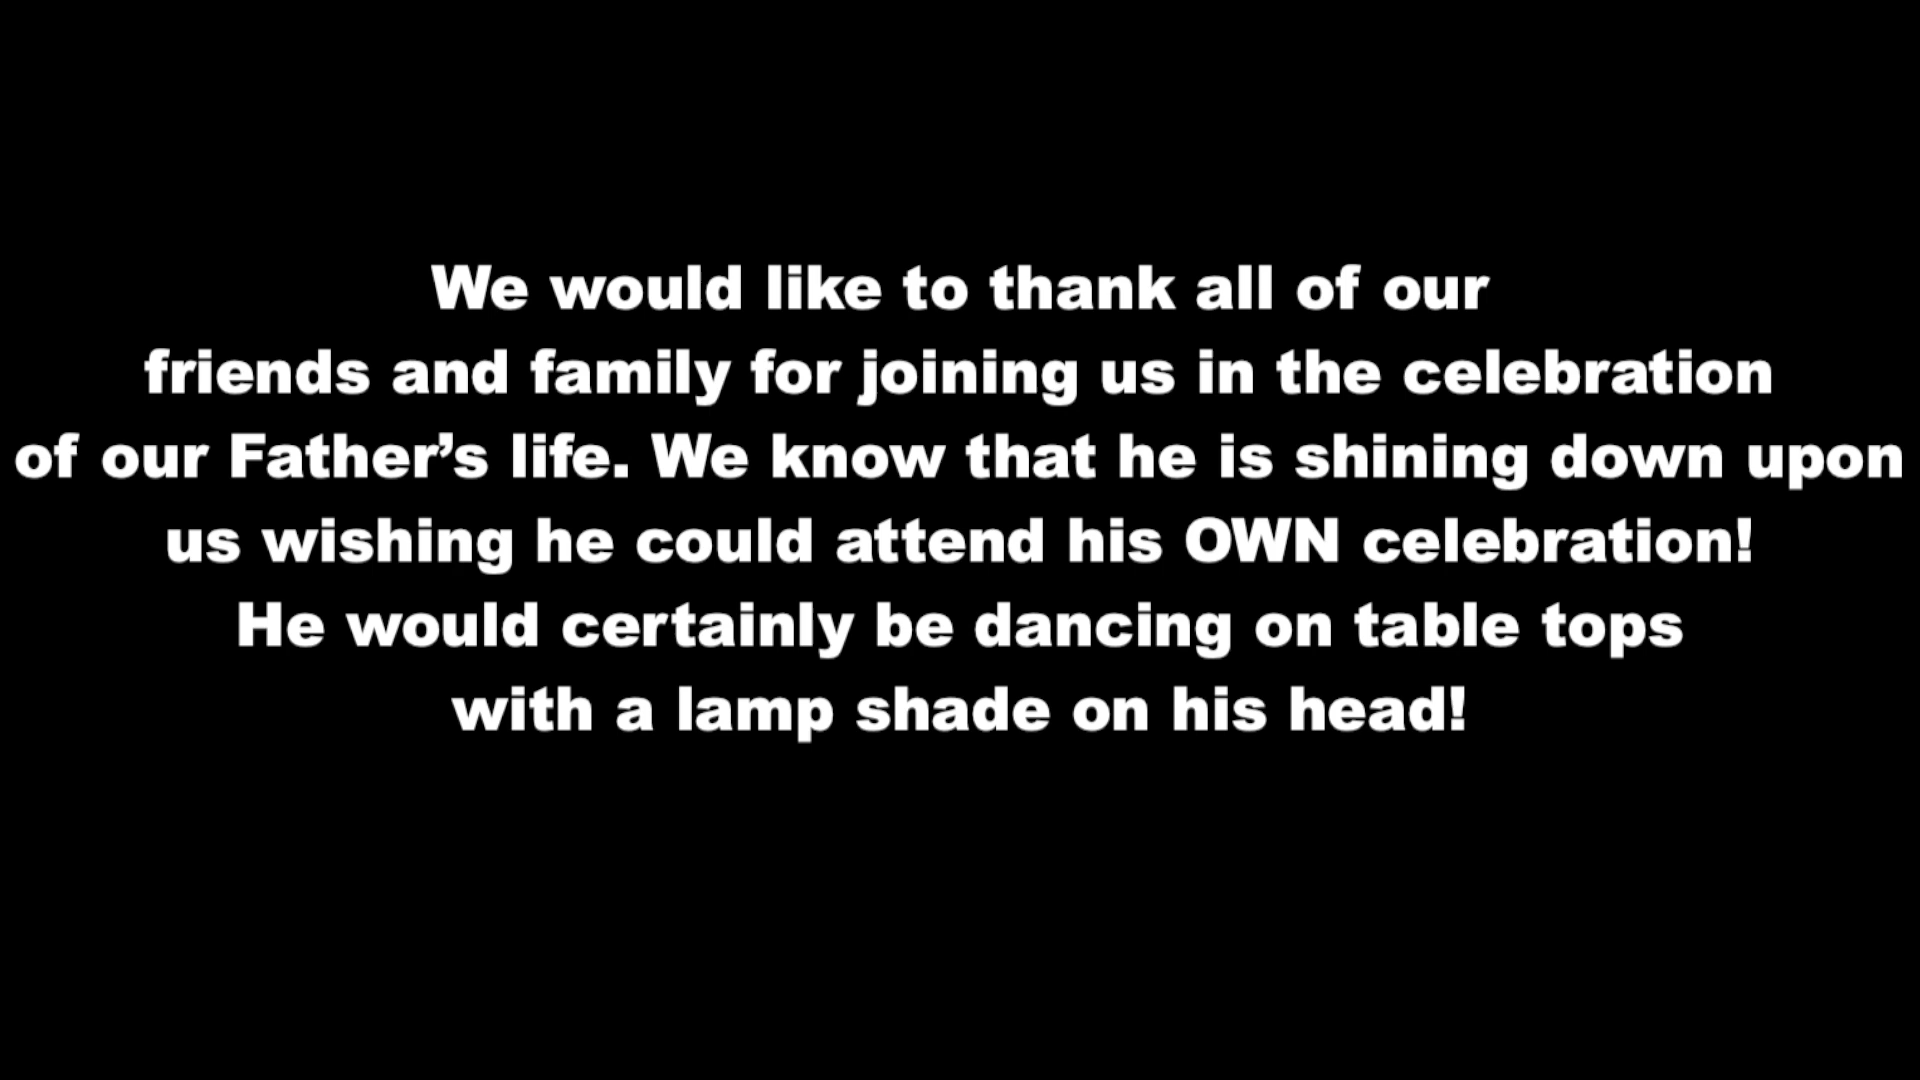 We would like to thank all of our
friends and family for joining us in the celebration
of our Father’s life. We know that he is shining down upon
us wishing he could attend his OWN celebration!
He would certainly be dancing on table tops
with a lamp shade on his head!